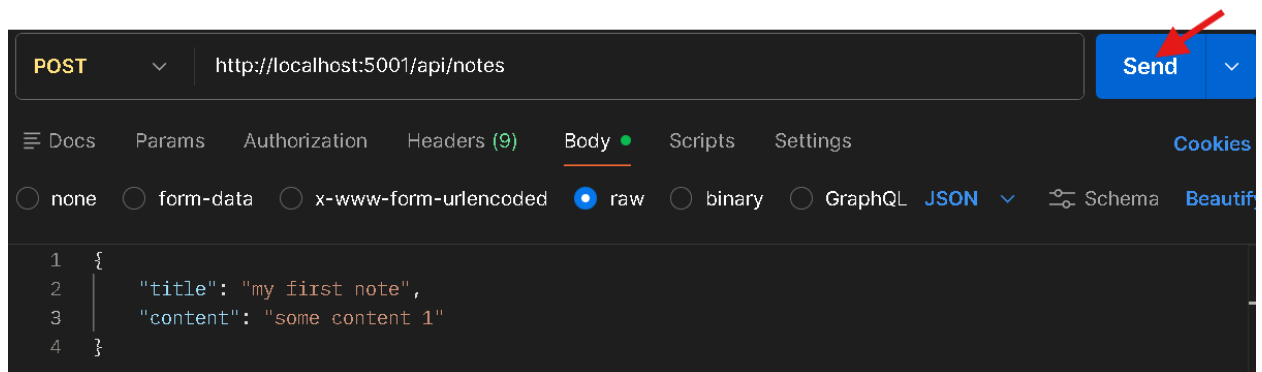 POST http://localhost:5001/api/notes Send
Docs Params Authorization Headers (9) Body Scripts Settings Cookies
none form-data x-www-form-urlencoded raw binary GraphQL JSON Schema Beautify
1 {
2 "title": "my first note",
3 "content": "some content 1"
4 }